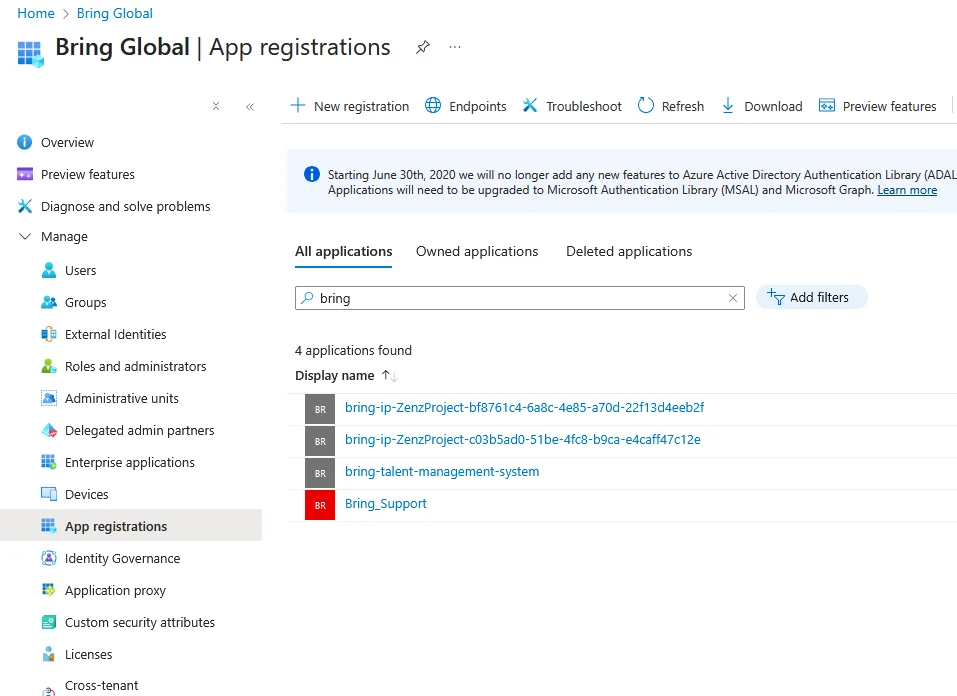 Home > Bring Global
Bring Global | App registrations
New registration
Endpoints
Troubleshoot
Refresh
Download
Preview features
Overview
Preview features
Diagnose and solve problems
Manage
Users
Groups
External Identities
Roles and administrators
Administrative units
Delegated admin partners
Enterprise applications
Devices
App registrations
Identity Governance
Application proxy
Custom security attributes
Licenses
Cross-tenant
Starting June 30th, 2020 we will no longer add any new features to Azure Active Directory Authentication Library (ADAL
Applications will need to be upgraded to Microsoft Authentication Library (MSAL) and Microsoft Graph. Learn more
All applications
Owned applications
Deleted applications
bring
Add filters
4 applications found
Display name
BR bring-ip-ZenzProject-bf8761c4-6a8c-4e85-a70d-22f13d4eeb2f
BR bring-ip-ZenzProject-c03b5ad0-51be-4fc8-b9ca-e4caff47c12e
BR bring-talent-management-system
BR Bring_Support